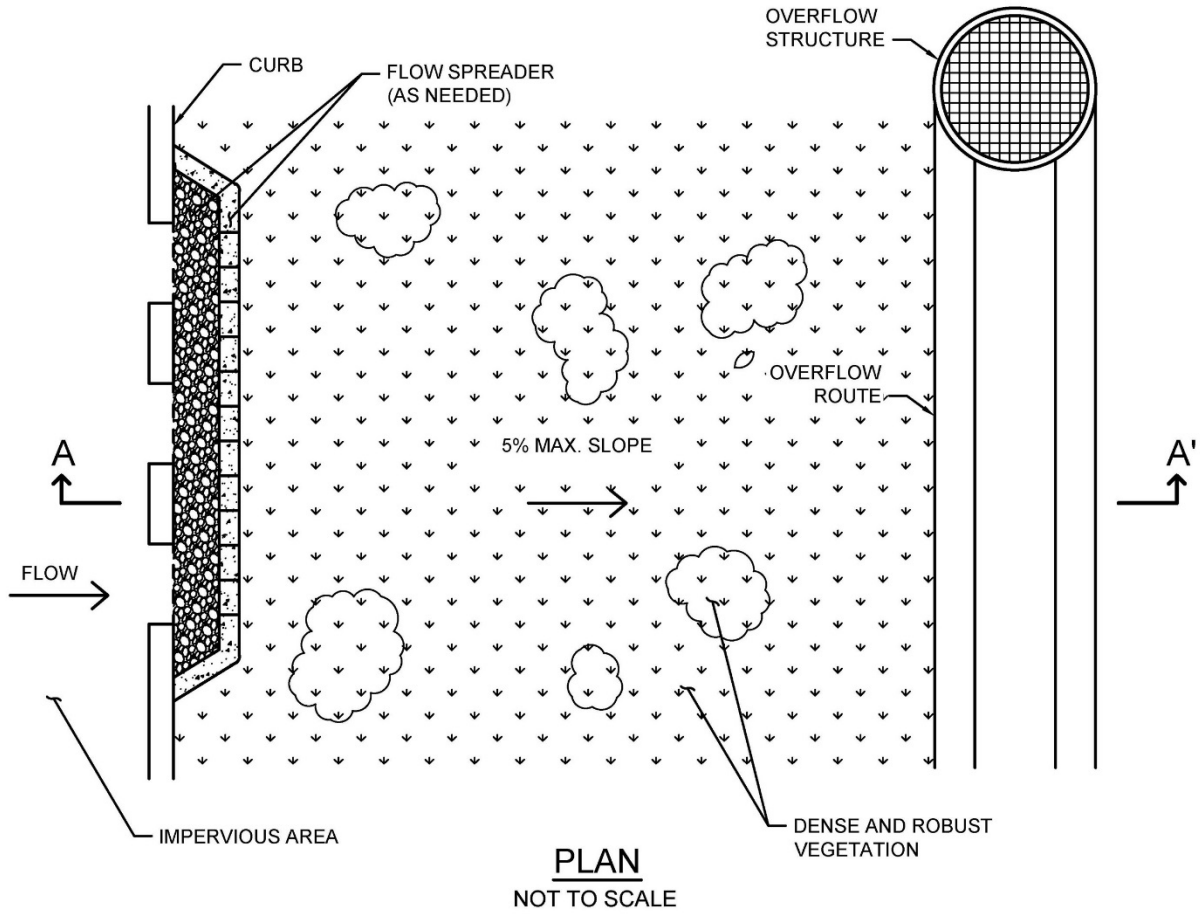 OVERFLOW
STRUCTURE
CURB
FLOW SPREADER
(AS NEEDED)
OVERFLOW
ROUTE
5% MAX. SLOPE
A
A'
FLOW
IMPERVIOUS AREA
DENSE AND ROBUST
VEGETATION
PLAN
NOT TO SCALE